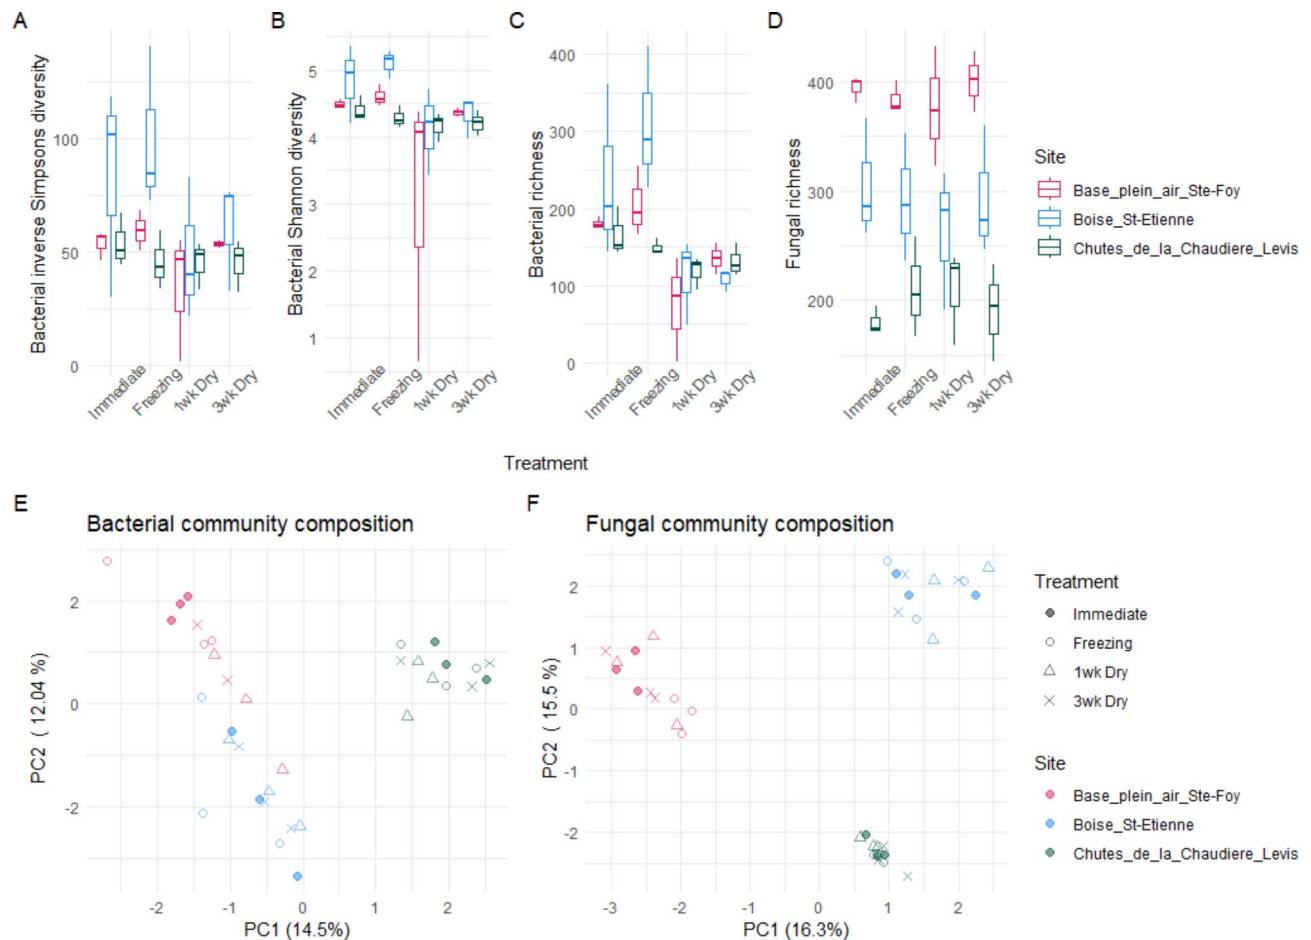 A
B
C
D
Bacterial inverse Simpsons diversity
100
50
0
Immediate
Freezing
1wk Dry
3wk Dry
Bacterial Shannon diversity
5
4
3
2
1
Immediate
Freezing
1wk Dry
3wk Dry
Bacterial richness
400
300
200
100
0
Immediate
Freezing
1wk Dry
3wk Dry
Fungal richness
400
300
200
Immediate
Freezing
1wk Dry
3wk Dry
Site
Base_plein_air_Ste-Foy
Boise_St-Etienne
Chutes_de_la_Chaudiere_Levis
Treatment
E
Bacterial community composition
PC2 ( 12.04 %)
2
0
-2
-2
-1
0
1
2
PC1 (14.5%)
F
Fungal community composition
PC2 ( 15.5 %)
2
1
0
-1
-2
-3
-2
-1
0
1
2
PC1 (16.3%)
Treatment
Immediate
Freezing
1wk Dry
3wk Dry
Site
Base_plein_air_Ste-Foy
Boise_St-Etienne
Chutes_de_la_Chaudiere_Levis